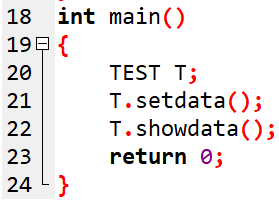 18 int main()
19 {
20 TEST T;
21 T.setdata();
22 T.showdata();
23 return 0;
24 }